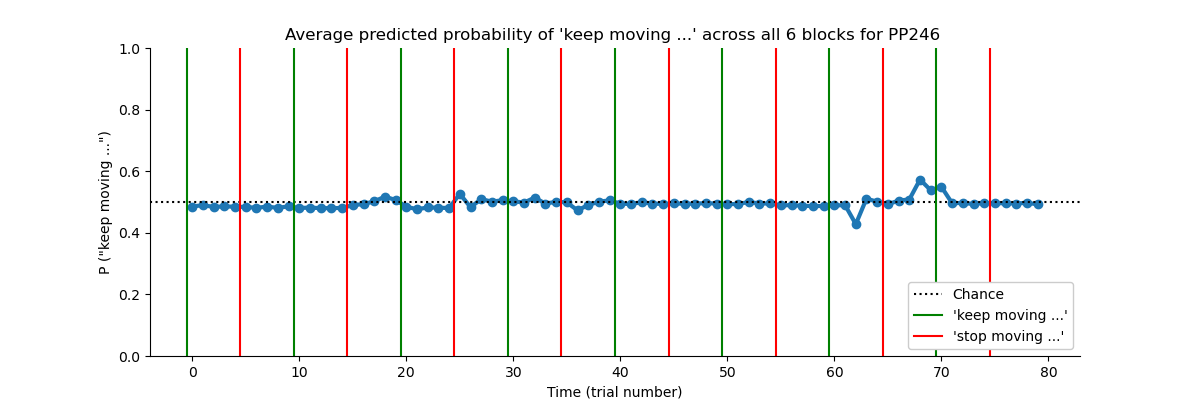 Average predicted probability of 'keep moving ...' across all 6 blocks for PP246
1.0
0.8
0.6
0.4
0.2
0.0
P ("keep moving ...")
0 10 20 30 40 50 60 70 80
Time (trial number)
Chance
'keep moving ...'
'stop moving ...'